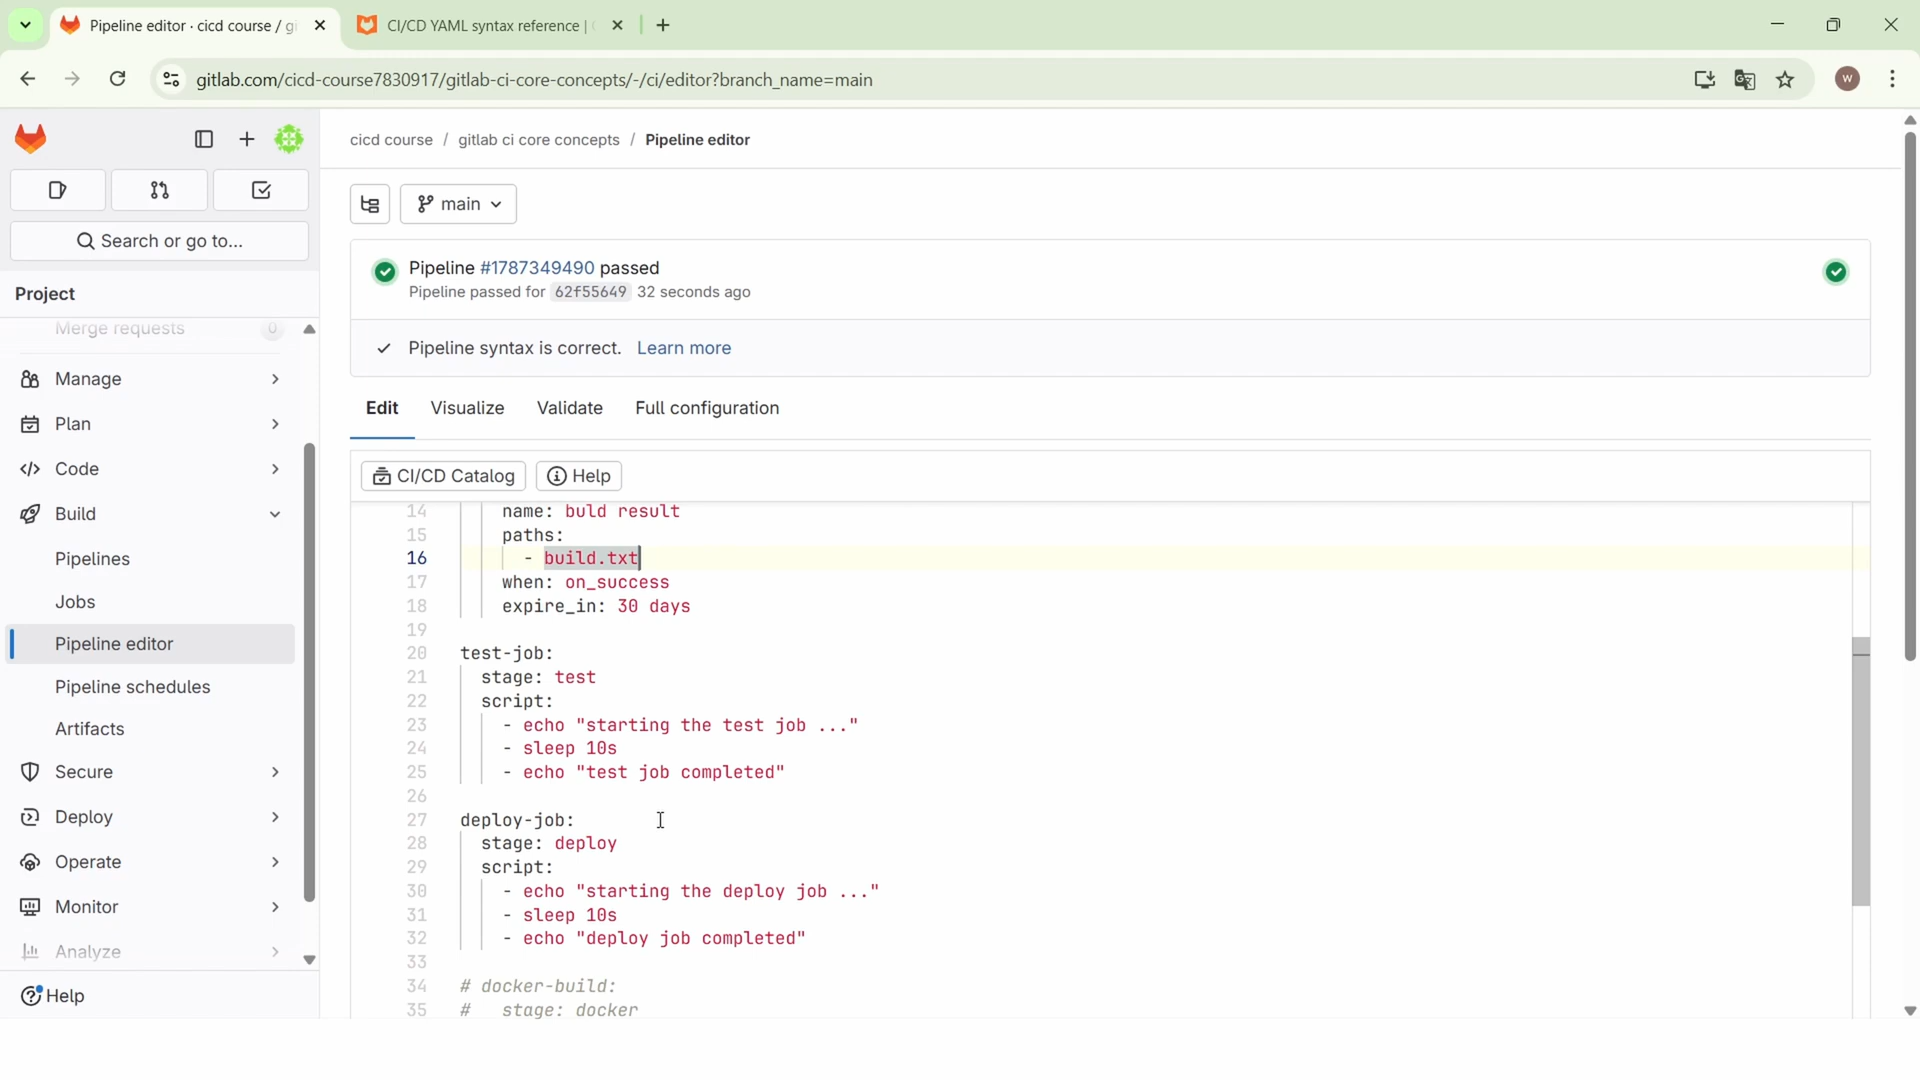 Pipeline editor · cicd course / gi
CI/CD YAML syntax reference |
gitlab.com/cicd-course7830917/gitlab-ci-core-concepts/-/ci/editor?branch_name=main
W
cicd course / gitlab ci core concepts / Pipeline editor
Search or go to...
main
Project
Merge requests 0
Manage
Plan
Code
Build
Pipelines
Jobs
Pipeline editor
Pipeline schedules
Artifacts
Secure
Deploy
Operate
Monitor
Analyze
Help
Pipeline #1787349490 passed
Pipeline passed for 62f55649 32 seconds ago
Pipeline syntax is correct. Learn more
Edit Visualize Validate Full configuration
CI/CD Catalog Help
14 name: buld result
15 paths:
16 - build.txt
17 when: on_success
18 expire_in: 30 days
19
20 test-job:
21 stage: test
22 script:
23 - echo "starting the test job ..."
24 - sleep 10s
25 - echo "test job completed"
26
27 deploy-job:
28 stage: deploy
29 script:
30 - echo "starting the deploy job ..."
31 - sleep 10s
32 - echo "deploy job completed"
33
34 # docker-build:
35 # stage: docker